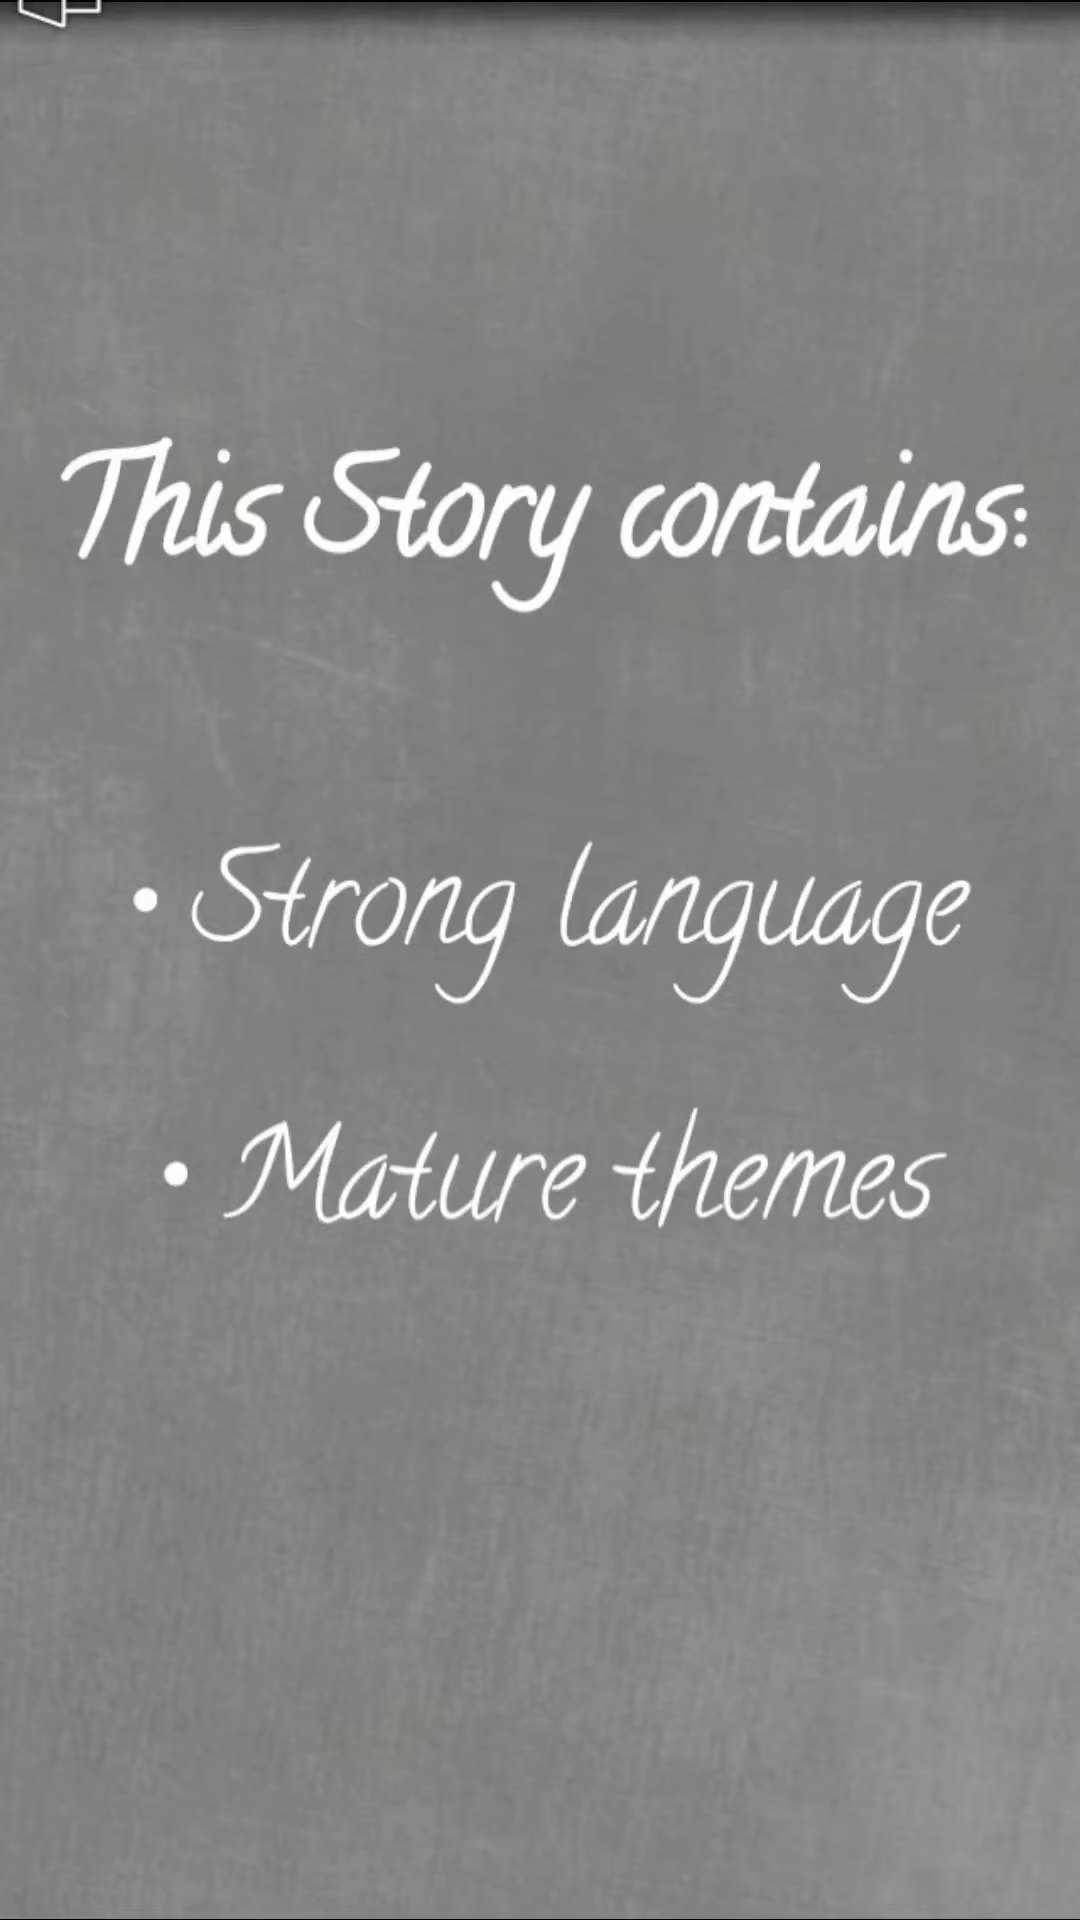 This Story contains:
• Strong language
• Mature themes